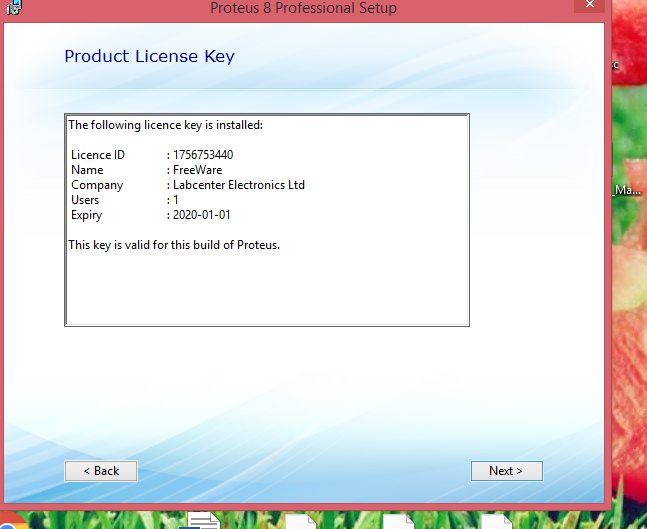 Proteus 8 Professional Setup
Product License Key
The following licence key is installed:
Licence ID : 1756753440
Name : FreeWare
Company : Labcenter Electronics Ltd
Users : 1
Expiry : 2020-01-01
This key is valid for this build of Proteus.
_Ma...
< Back
Next >